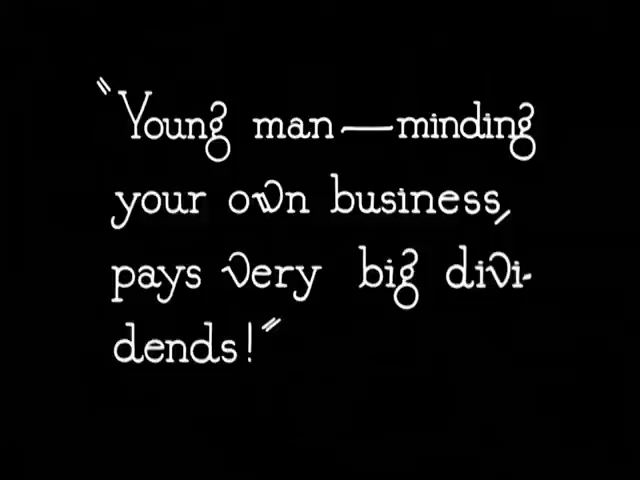 "Young man—minding
your own business,
pays very big divi-
dends!"